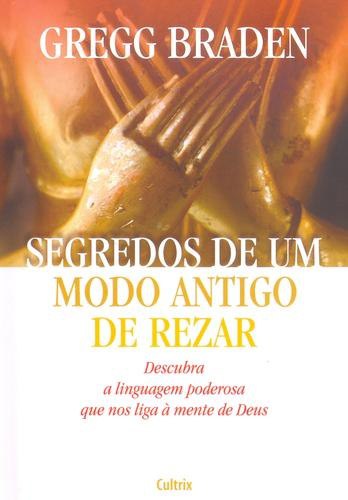 GREGG BRADEN
SEGREDOS DE UM
MODO ANTIGO
DE REZAR
Descubra
a linguagem poderosa
que nos liga à mente de Deus
Cultrix